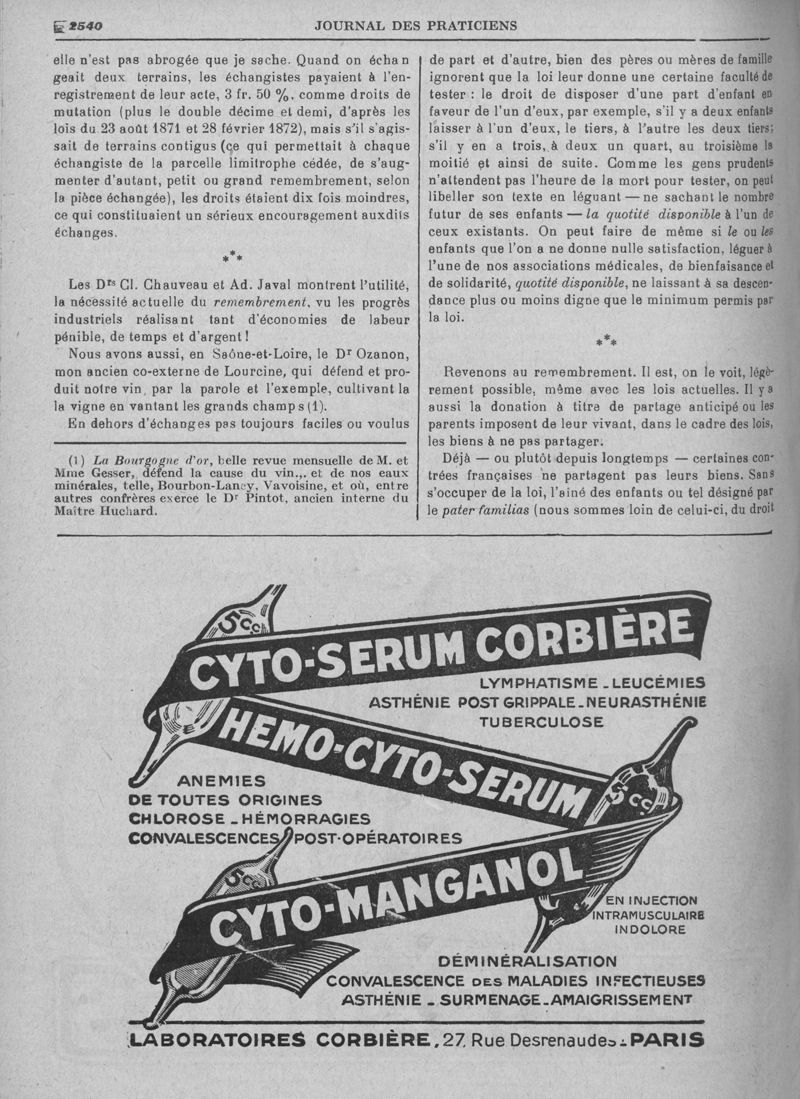 2540
JOURNAL DES PRATICIENS
elle n'est pas abrogée que je sache. Quand on échan
geait deux terrains, les échangistes payaient à l'en-
registrement de leur acte, 3 fr. 50 %, comme droits de
mutation (plus le double décime et demi, d'après les
lois du 23 août 1871 et 28 février 1872), mais s'il s'agis-
sait de terrains contigus (ce qui permettait à chaque
échangiste de la parcelle limitrophe cédée, de s'aug-
menter d'autant, petit ou grand remembrement, selon
la pièce échangée), les droits étaient dix fois moindres,
ce qui constituaient un sérieux encouragement auxdits
échanges.
***
Les Drs Cl. Chauveau et Ad. Javal montrent l'utilité,
la nécessité actuelle du remembrement, vu les progrès
industriels réalisant tant d'économies de labeur
pénible, de temps et d'argent !
Nous avons aussi, en Saône-et-Loire, le Dr Ozanon,
mon ancien co-externe de Lourcine, qui défend et pro-
duit notre vin, par la parole et l'exemple, cultivant la
la vigne en vantant les grands champs (1).
En dehors d'échanges pas toujours faciles ou voulus
(1) La Bourgogne d'or, belle revue mensuelle de M. et
Mme Gesser, défend la cause du vin... et de nos eaux
minérales, telle, Bourbon-Lancy, Vavoisine, et où, entre
autres confrères exerce le Dr Pintot, ancien interne du
Maître Huchard.
de part et d'autre, bien des pères ou mères de famille
ignorent que la loi leur donne une certaine faculté de
tester : le droit de disposer d'une part d'enfant en
faveur de l'un d'eux, par exemple, s'il y a deux enfants
laisser à l'un d'eux, le tiers, à l'autre les deux tiers;
s'il y en a trois, à deux un quart, au troisième la
moitié et ainsi de suite. Comme les gens prudents
n'attendent pas l'heure de la mort pour tester, on peut
libeller son texte en léguant — ne sachant le nombre
futur de ses enfants — la quotité disponible à l'un de
ceux existants. On peut faire de même si le ou les
enfants que l'on a ne donne nulle satisfaction, léguer à
l'une de nos associations médicales, de bienfaisance et
de solidarité, quotité disponible, ne laissant à sa descen-
dance plus ou moins digne que le minimum permis par
la loi.
***
Revenons au remembrement. Il est, on le voit, légè-
rement possible, même avec les lois actuelles. Il y a
aussi la donation à titre de partage anticipé ou les
parents imposent de leur vivant, dans le cadre des lois,
les biens à ne pas partager.
Déjà — ou plutôt depuis longtemps — certaines con-
trées françaises ne partagent pas leurs biens. Sans
s'occuper de la loi, l'aîné des enfants ou tel désigné par
le pater familias (nous sommes loin de celui-ci, du droit
5cc
CYTO-SERUM CORBIÈRE
LYMPHATISME - LEUCÉMIES
ASTHÉNIE POST GRIPPALE - NEURASTHÉNIE
TUBERCULOSE
HEMO-CYTO-SERUM
5cc
ANEMIES
DE TOUTES ORIGINES
CHLOROSE - HÉMORRAGIES
CONVALESCENCES POST-OPÉRATOIRES
5cc
CYTO-MANGANOL
EN INJECTION
INTRAMUSCULAIRE
INDOLORE
DÉMINÉRALISATION
CONVALESCENCE DES MALADIES INFECTIEUSES
ASTHÉNIE - SURMENAGE - AMAIGRISSEMENT
LABORATOIRES CORBIÈRE, 27, Rue Desrenaudes - PARIS